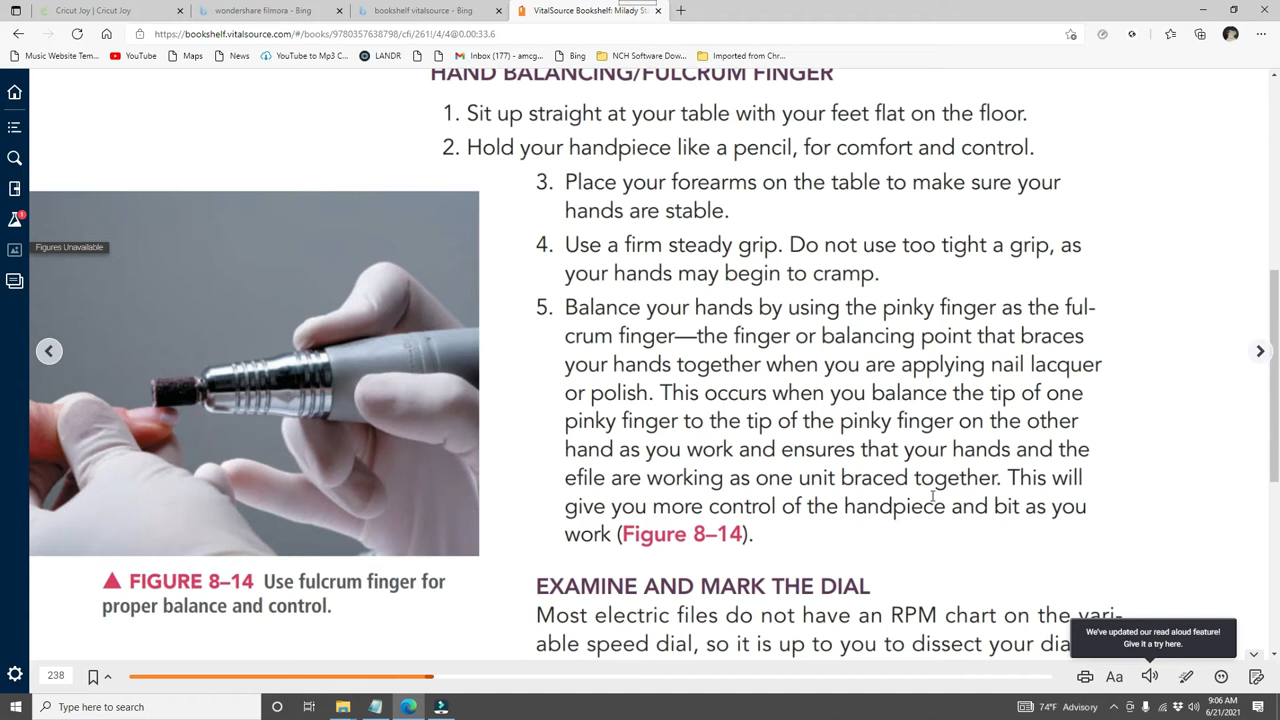 Cricut Joy | Cricut Joy
wondershare filmora - Bing
bookshelf vitalsource - Bing
VitalSource Bookshelf: Milady St
https://bookshelf.vitalsource.com/#/books/9780357638798/cfi/261!/4/4@0.00:33.6
Music Website Tem...
YouTube
Maps
News
YouTube to Mp3 C...
LANDR
Inbox (177) - amcg...
Bing
NCH Software Dow...
Imported from Chr...
HAND BALANCING/FULCRUM FINGER
1. Sit up straight at your table with your feet flat on the floor.
2. Hold your handpiece like a pencil, for comfort and control.
3. Place your forearms on the table to make sure your
hands are stable.
4. Use a firm steady grip. Do not use too tight a grip, as
your hands may begin to cramp.
5. Balance your hands by using the pinky finger as the ful-
crum finger—the finger or balancing point that braces
your hands together when you are applying nail lacquer
or polish. This occurs when you balance the tip of one
pinky finger to the tip of the pinky finger on the other
hand as you work and ensures that your hands and the
efile are working as one unit braced together. This will
give you more control of the handpiece and bit as you
work (Figure 8–14).
Figures Unavailable
▲ FIGURE 8–14 Use fulcrum finger for
proper balance and control.
EXAMINE AND MARK THE DIAL
Most electric files do not have an RPM chart on the vari-
able speed dial, so it is up to you to dissect your dia
We've updated our read aloud feature!
Give it a try here.
1
238
Aa
Type here to search
74°F Advisory
9:06 AM
6/21/2021